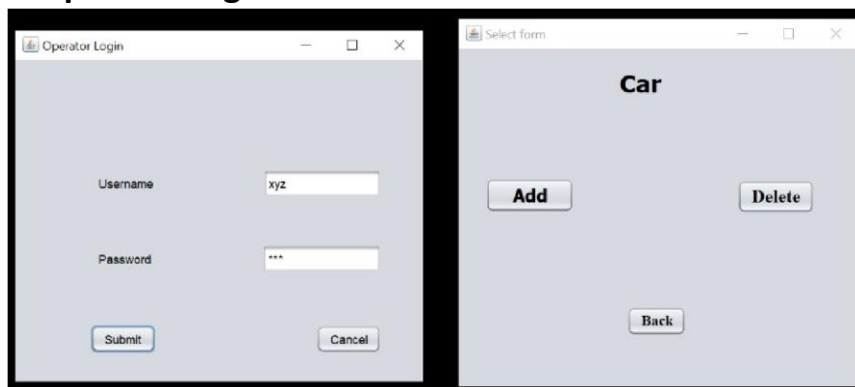 Operator Login
Username
xyz
Password
***
Submit
Cancel
Select form
Car
Add
Delete
Back